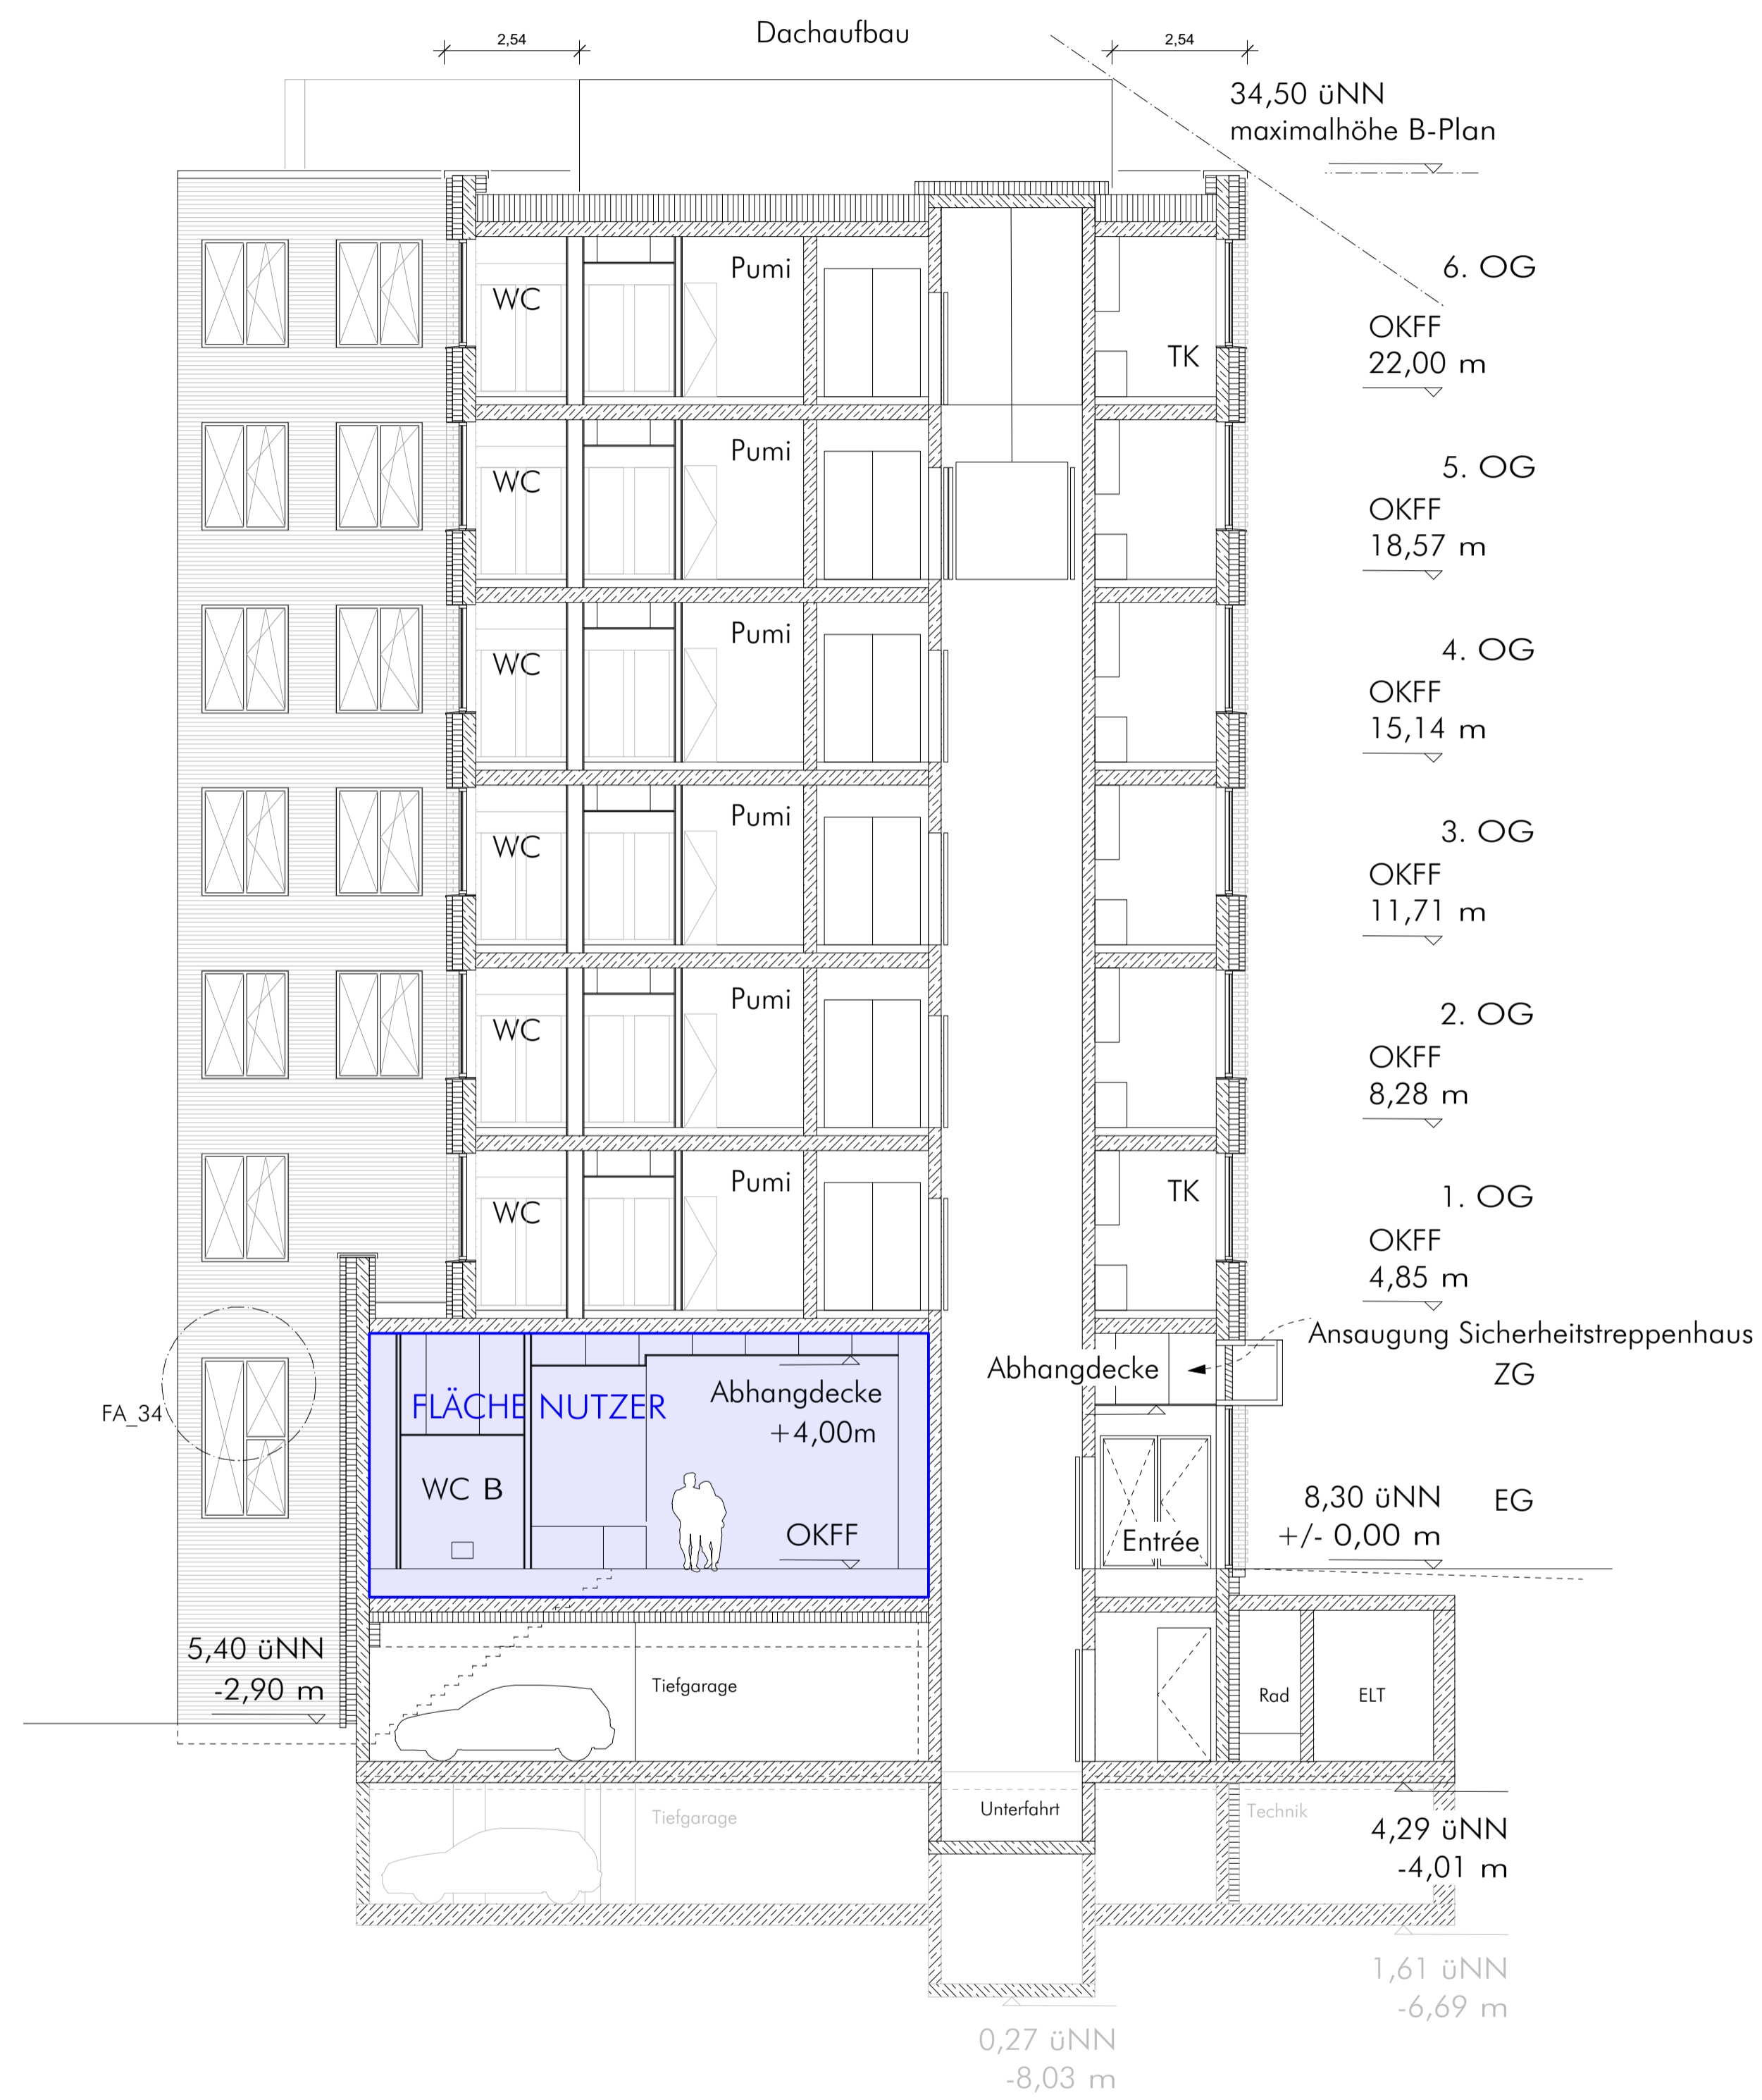 2,54
Dachaufbau
2,54
34,50 üNN
maximalhöhe B-Plan
6. OG
Pumi
WC
TK
OKFF
22,00 m
5. OG
Pumi
WC
OKFF
18,57 m
4. OG
Pumi
WC
OKFF
15,14 m
3. OG
Pumi
WC
OKFF
11,71 m
2. OG
Pumi
WC
OKFF
8,28 m
1. OG
Pumi
WC
TK
OKFF
4,85 m
Ansaugung Sicherheitstreppenhaus
ZG
Abhangdecke
FLÄCHE NUTZER
Abhangdecke
+4,00m
FA_34
WC B
OKFF
Entrée
8,30 üNN
+/- 0,00 m
EG
5,40 üNN
-2,90 m
Tiefgarage
Rad
ELT
Tiefgarage
Unterfahrt
Technik
4,29 üNN
-4,01 m
1,61 üNN
-6,69 m
0,27 üNN
-8,03 m